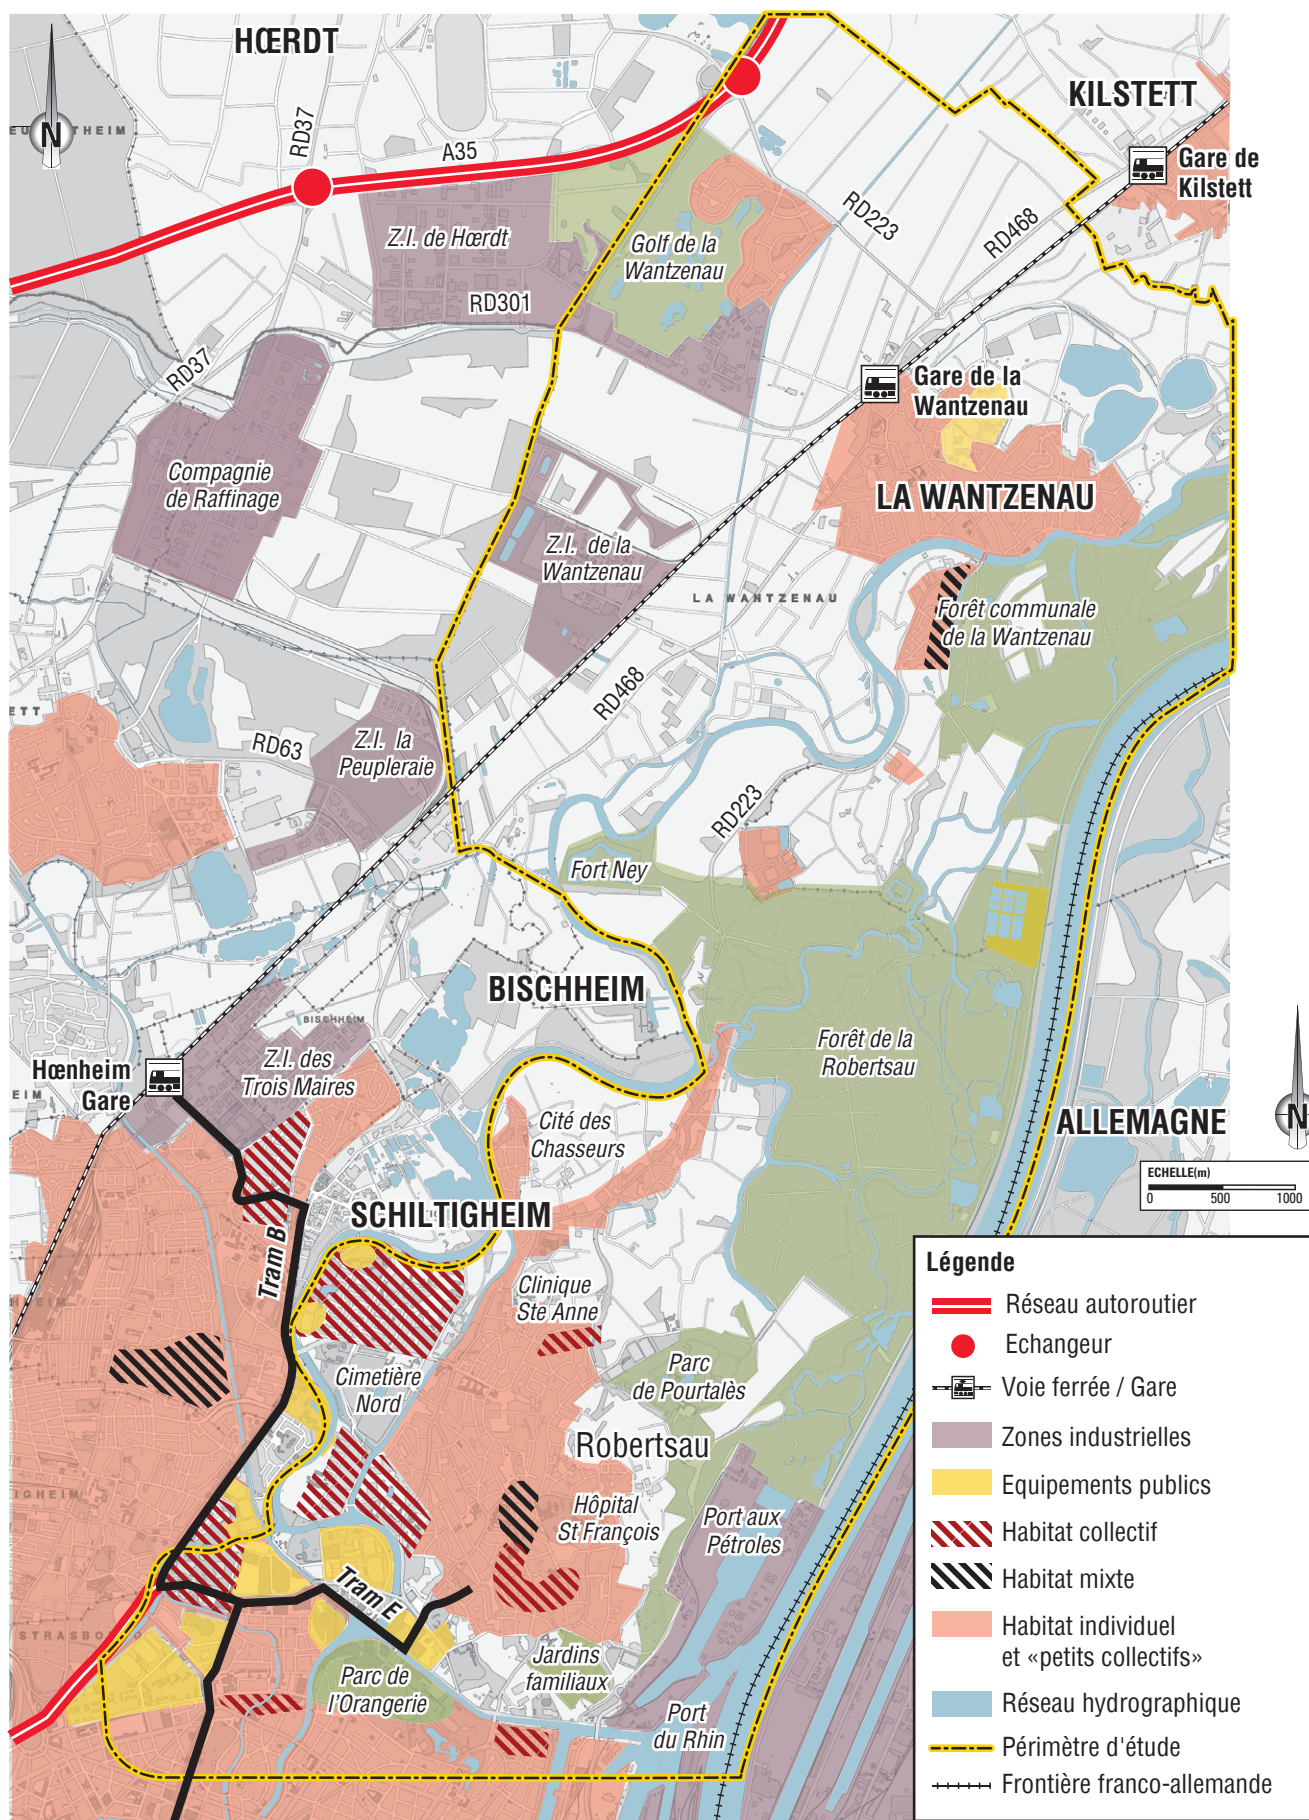 HŒRDT
KILSTETT
N
THEIM
RD37
A35
Gare de
Kilstett
Z.I. de Hœrdt
Golf de la
Wantzenau
RD223
RD468
RD301
RD37
Gare de la
Wantzenau
Compagnie
de Raffinage
LA WANTZENAU
Z.I. de la
Wantzenau
LA WANTZENAU
Forêt communale
de la Wantzenau
RD468
ETT
RD63
Z.I. la
Peupleraie
RD223
Fort Ney
BISCHHEIM
BISCHHEIM
Z.I. des
Trois Maires
Forêt de la
Robertsau
Hœnheim
Gare
EIM
Cité des
Chasseurs
ALLEMAGNE
N
ECHELLE(m)
0 500 1000
SCHILTIGHEIM
Tram B
Clinique
Ste Anne
HEIM
Cimetière
Nord
Parc
de Pourtalès
Robertsau
IGHEIM
Hôpital
St François
Port aux
Pétroles
Tram E
STRASBO
Parc de
l'Orangerie
Jardins
familiaux
Port
du Rhin
Légende
Réseau autoroutier
Echangeur
Voie ferrée / Gare
Zones industrielles
Equipements publics
Habitat collectif
Habitat mixte
Habitat individuel
et «petits collectifs»
Réseau hydrographique
Périmètre d'étude
Frontière franco-allemande